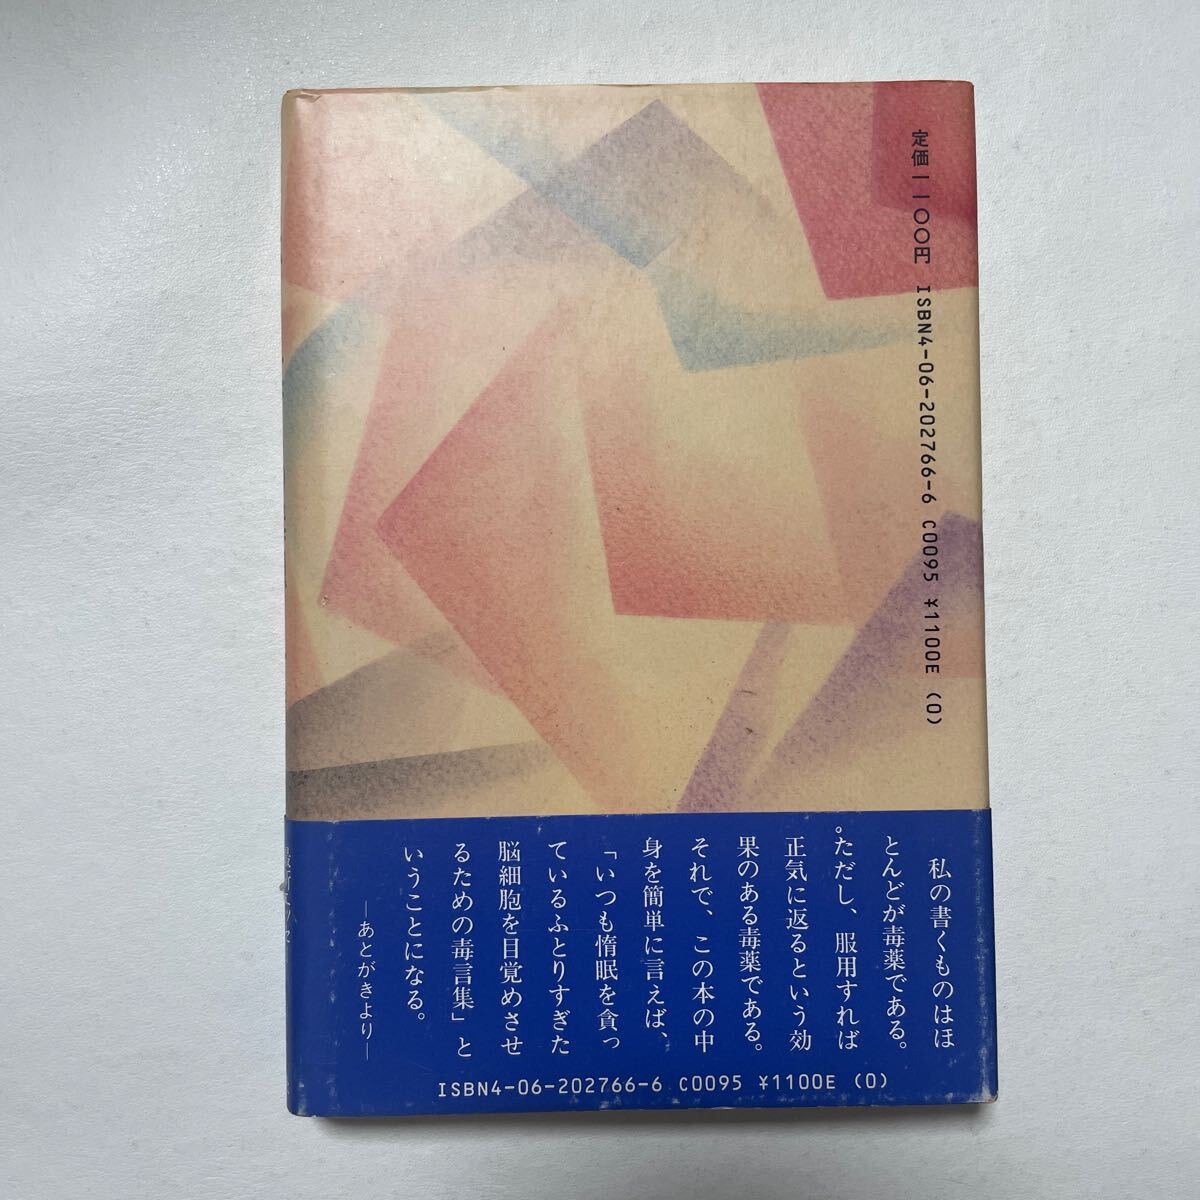 定価一一〇〇円 ISBN4-06-202766-6 C0095 ¥1100E (0)
私の書くものはほ
とんどが毒薬である。
ただし、服用すれば
正気に返るという効
果のある毒薬である。
それで、この本の中
身を簡単に言えば、
「いつも惰眠を貪っ
ているふとりすぎた
脳細胞を目覚めさせ
るための毒言集」と
いうことになる。
—あとがきより—
ISBN4-06-202766-6 C0095 ¥1100E (0)